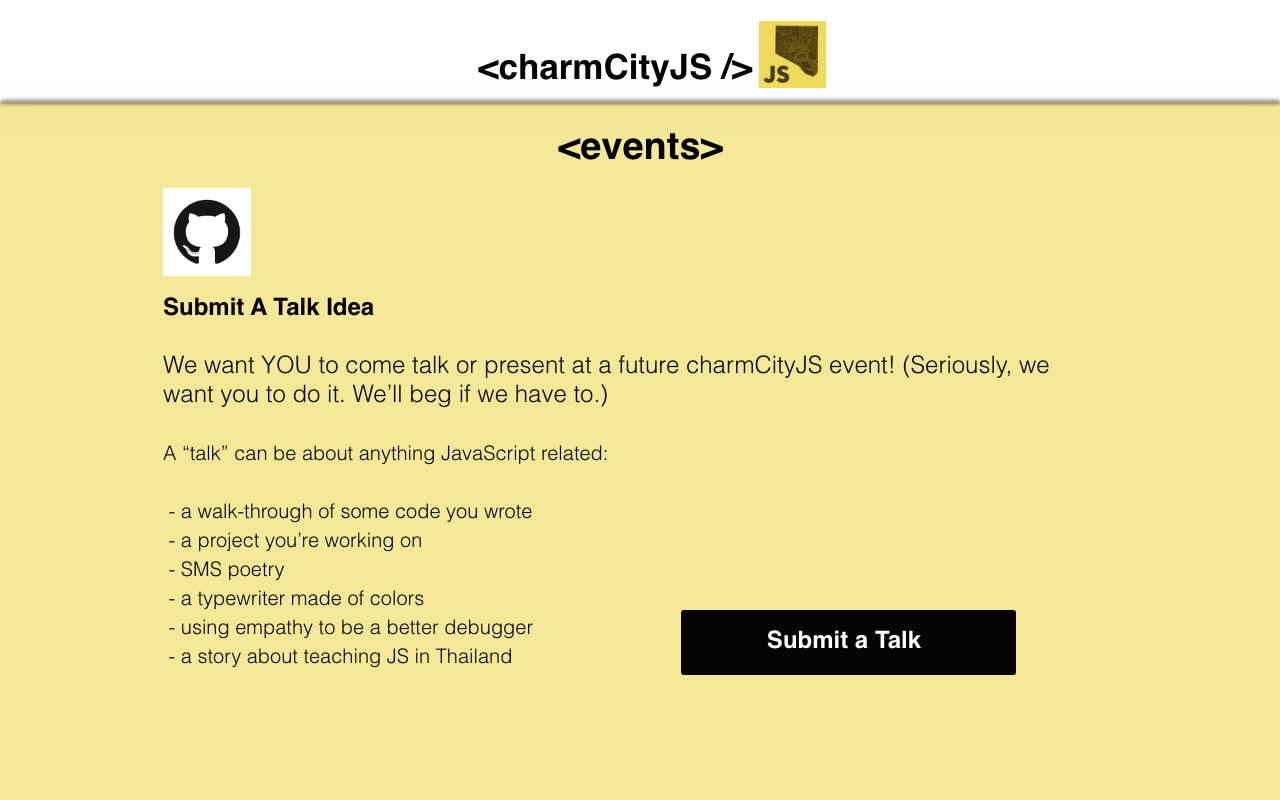 <charmCityJS />
JS
<events>
Submit A Talk Idea
We want YOU to come talk or present at a future charmCityJS event! (Seriously, we
want you to do it. We’ll beg if we have to.)
A “talk” can be about anything JavaScript related:
- a walk-through of some code you wrote
- a project you’re working on
- SMS poetry
- a typewriter made of colors
- using empathy to be a better debugger
- a story about teaching JS in Thailand
Submit a Talk